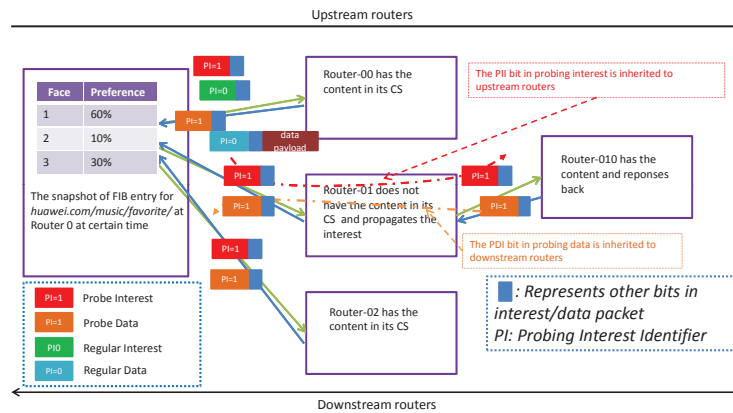 Upstream routers
PI=1
PI=0
PI=1
PI=0
data
payload
Face Preference
1 60%
2 10%
3 30%
The snapshot of FIB entry for
huawei.com/music/favorite/ at
Router 0 at certain time
Router-00 has the
content in its CS
The PII bit in probing interest is inherited to
upstream routers
PI=1
PI=1
Router-01 does not
have the content in its
CS and propagates the
interest
PI=1
PI=1
Router-010 has the
content and reponses
back
The PDI bit in probing data is inherited to
downstream routers
PI=1
PI=1
Router-02 has the
content in its CS
PI=1 Probe Interest
PI=1 Probe Data
PI0 Regular Interest
PI=0 Regular Data
: Represents other bits in
interest/data packet
PI: Probing Interest Identifier
Downstream routers